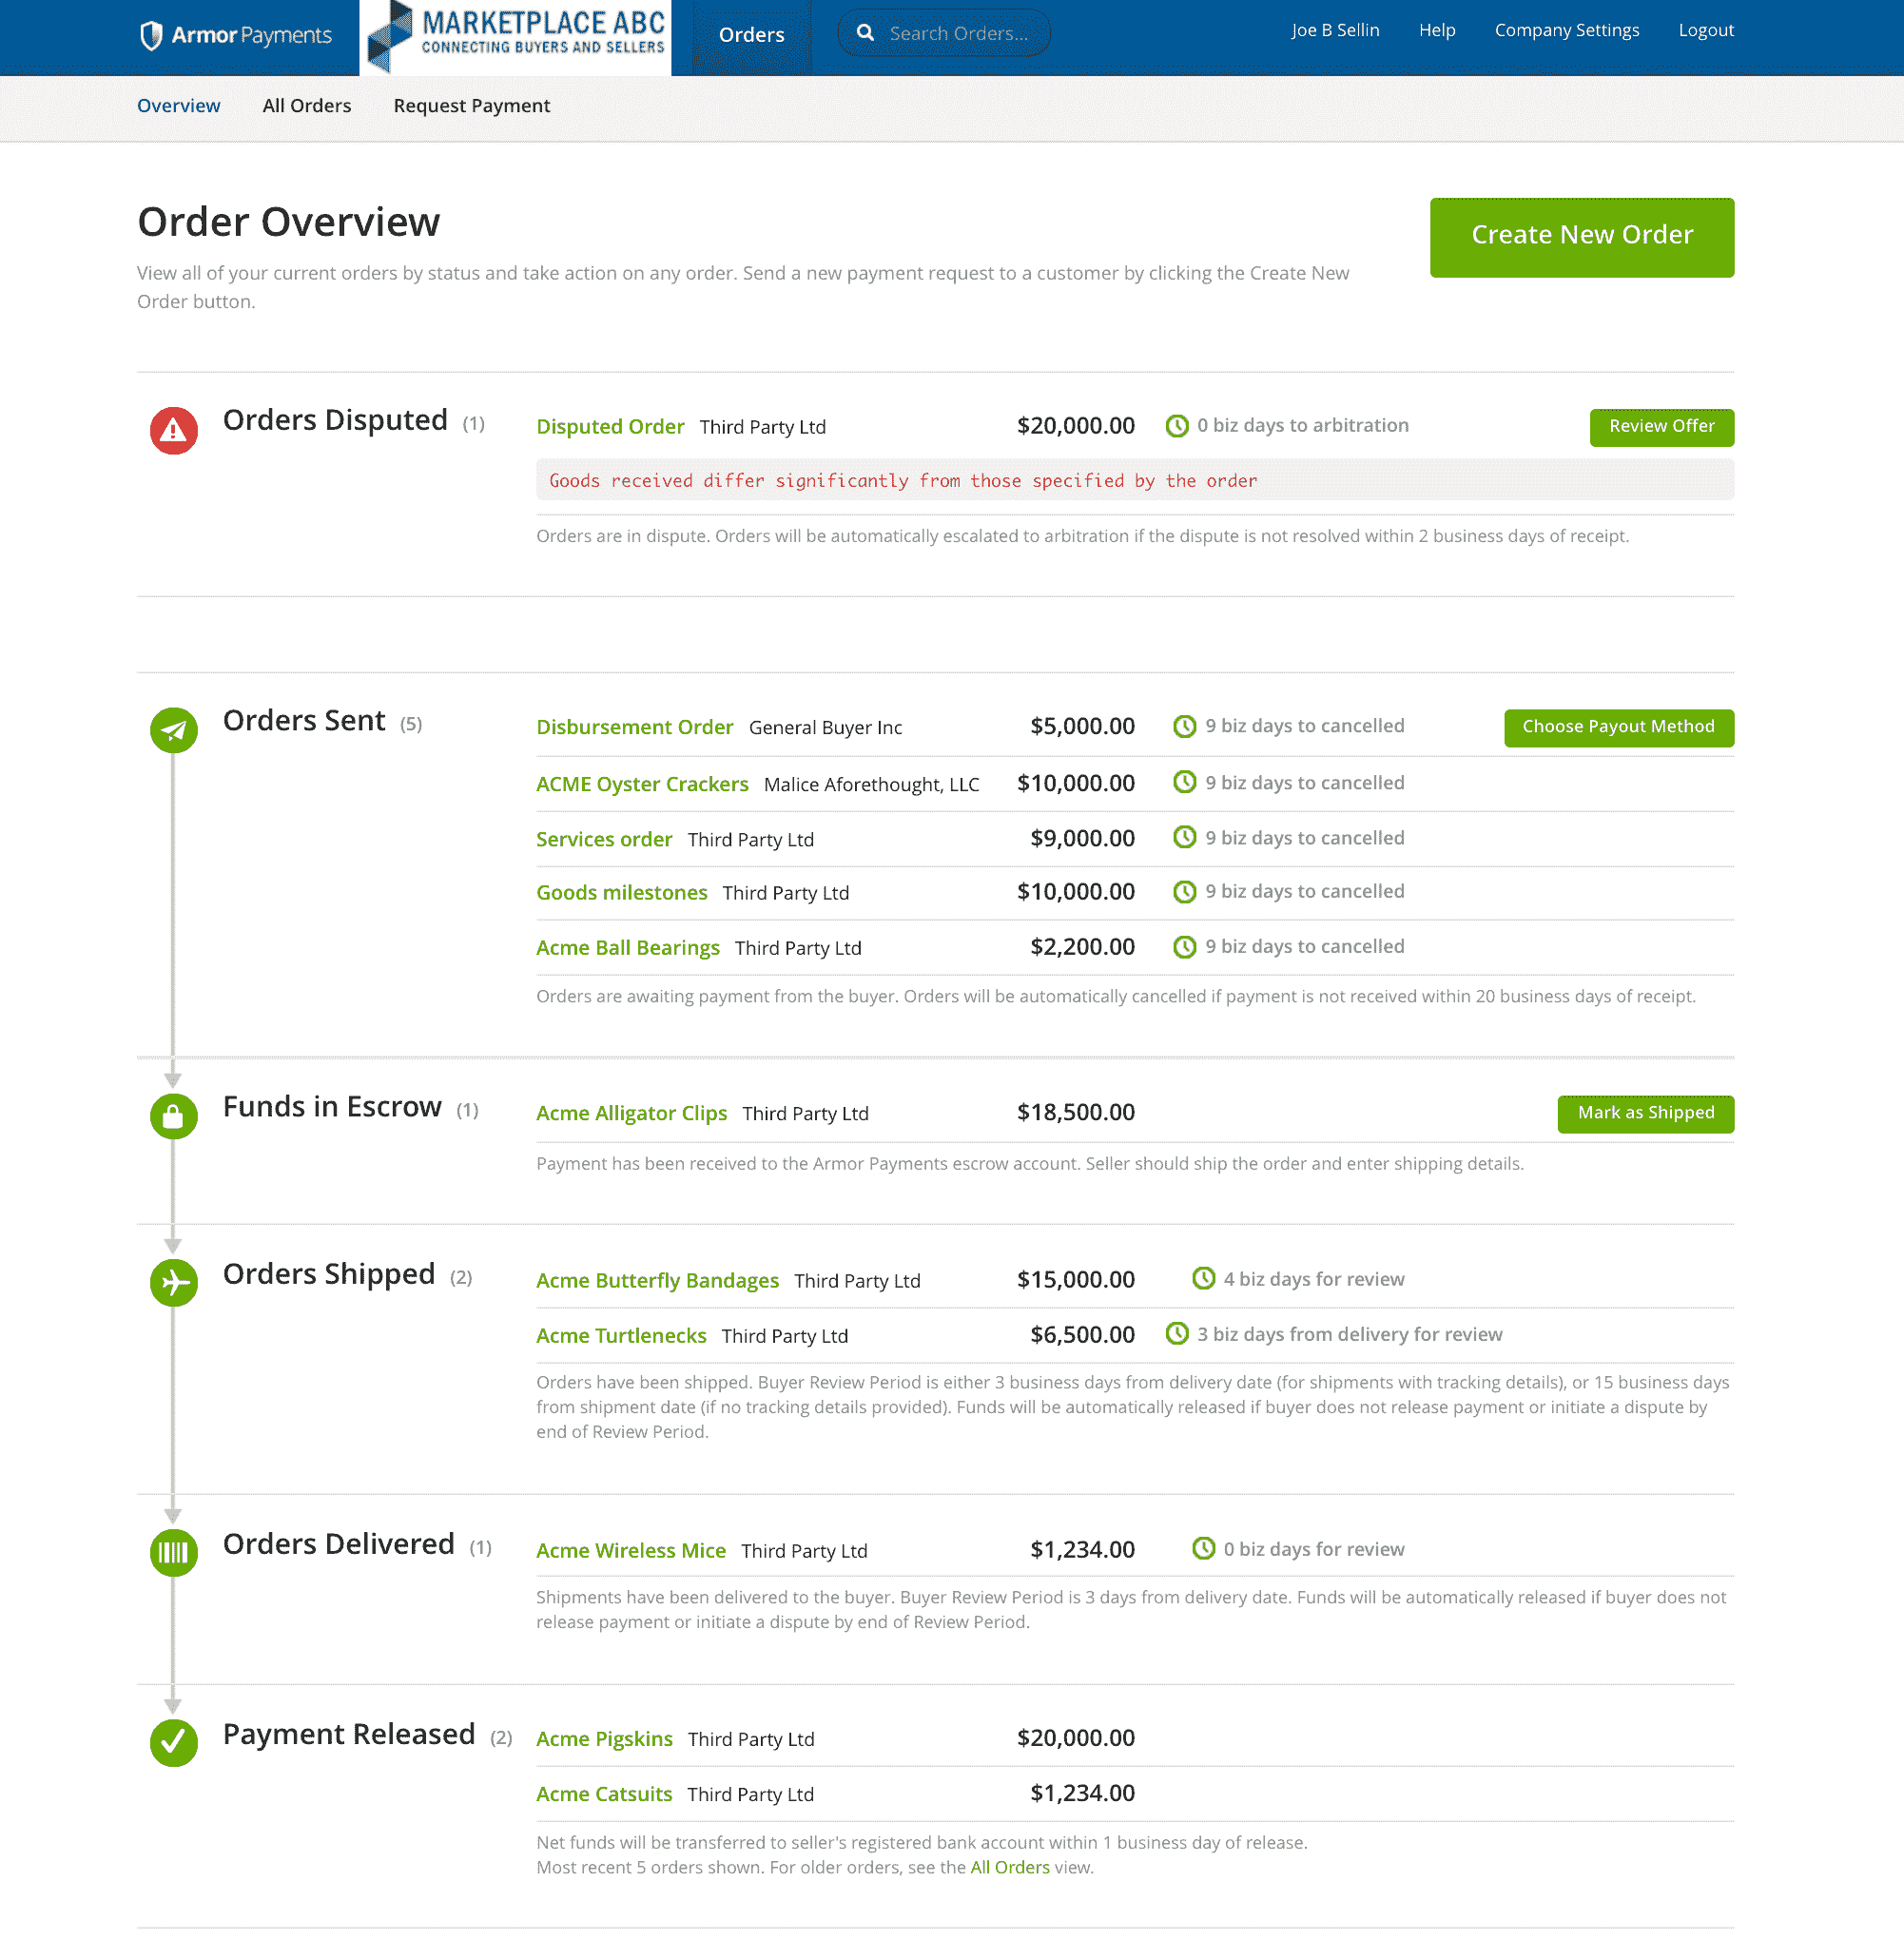 Armor Payments
MARKETPLACE ABC
CONNECTING BUYERS AND SELLERS
Orders
Search Orders...
Joe B Sellin
Help
Company Settings
Logout
Overview
All Orders
Request Payment
Order Overview
Create New Order
View all of your current orders by status and take action on any order. Send a new payment request to a customer by clicking the Create New
Order button.
Orders Disputed (1)
Disputed Order Third Party Ltd $20,000.00 0 biz days to arbitration Review Offer
Goods received differ significantly from those specified by the order
Orders are in dispute. Orders will be automatically escalated to arbitration if the dispute is not resolved within 2 business days of receipt.
Orders Sent (5)
Disbursement Order General Buyer Inc $5,000.00 9 biz days to cancelled Choose Payout Method
ACME Oyster Crackers Malice Aforethought, LLC $10,000.00 9 biz days to cancelled
Services order Third Party Ltd $9,000.00 9 biz days to cancelled
Goods milestones Third Party Ltd $10,000.00 9 biz days to cancelled
Acme Ball Bearings Third Party Ltd $2,200.00 9 biz days to cancelled
Orders are awaiting payment from the buyer. Orders will be automatically cancelled if payment is not received within 20 business days of receipt.
Funds in Escrow (1)
Acme Alligator Clips Third Party Ltd $18,500.00 Mark as Shipped
Payment has been received to the Armor Payments escrow account. Seller should ship the order and enter shipping details.
Orders Shipped (2)
Acme Butterfly Bandages Third Party Ltd $15,000.00 4 biz days for review
Acme Turtlenecks Third Party Ltd $6,500.00 3 biz days from delivery for review
Orders have been shipped. Buyer Review Period is either 3 business days from delivery date (for shipments with tracking details), or 15 business days
from shipment date (if no tracking details provided). Funds will be automatically released if buyer does not release payment or initiate a dispute by
end of Review Period.
Orders Delivered (1)
Acme Wireless Mice Third Party Ltd $1,234.00 0 biz days for review
Shipments have been delivered to the buyer. Buyer Review Period is 3 days from delivery date. Funds will be automatically released if buyer does not
release payment or initiate a dispute by end of Review Period.
Payment Released (2)
Acme Pigskins Third Party Ltd $20,000.00
Acme Catsuits Third Party Ltd $1,234.00
Net funds will be transferred to seller's registered bank account within 1 business day of release.
Most recent 5 orders shown. For older orders, see the All Orders view.